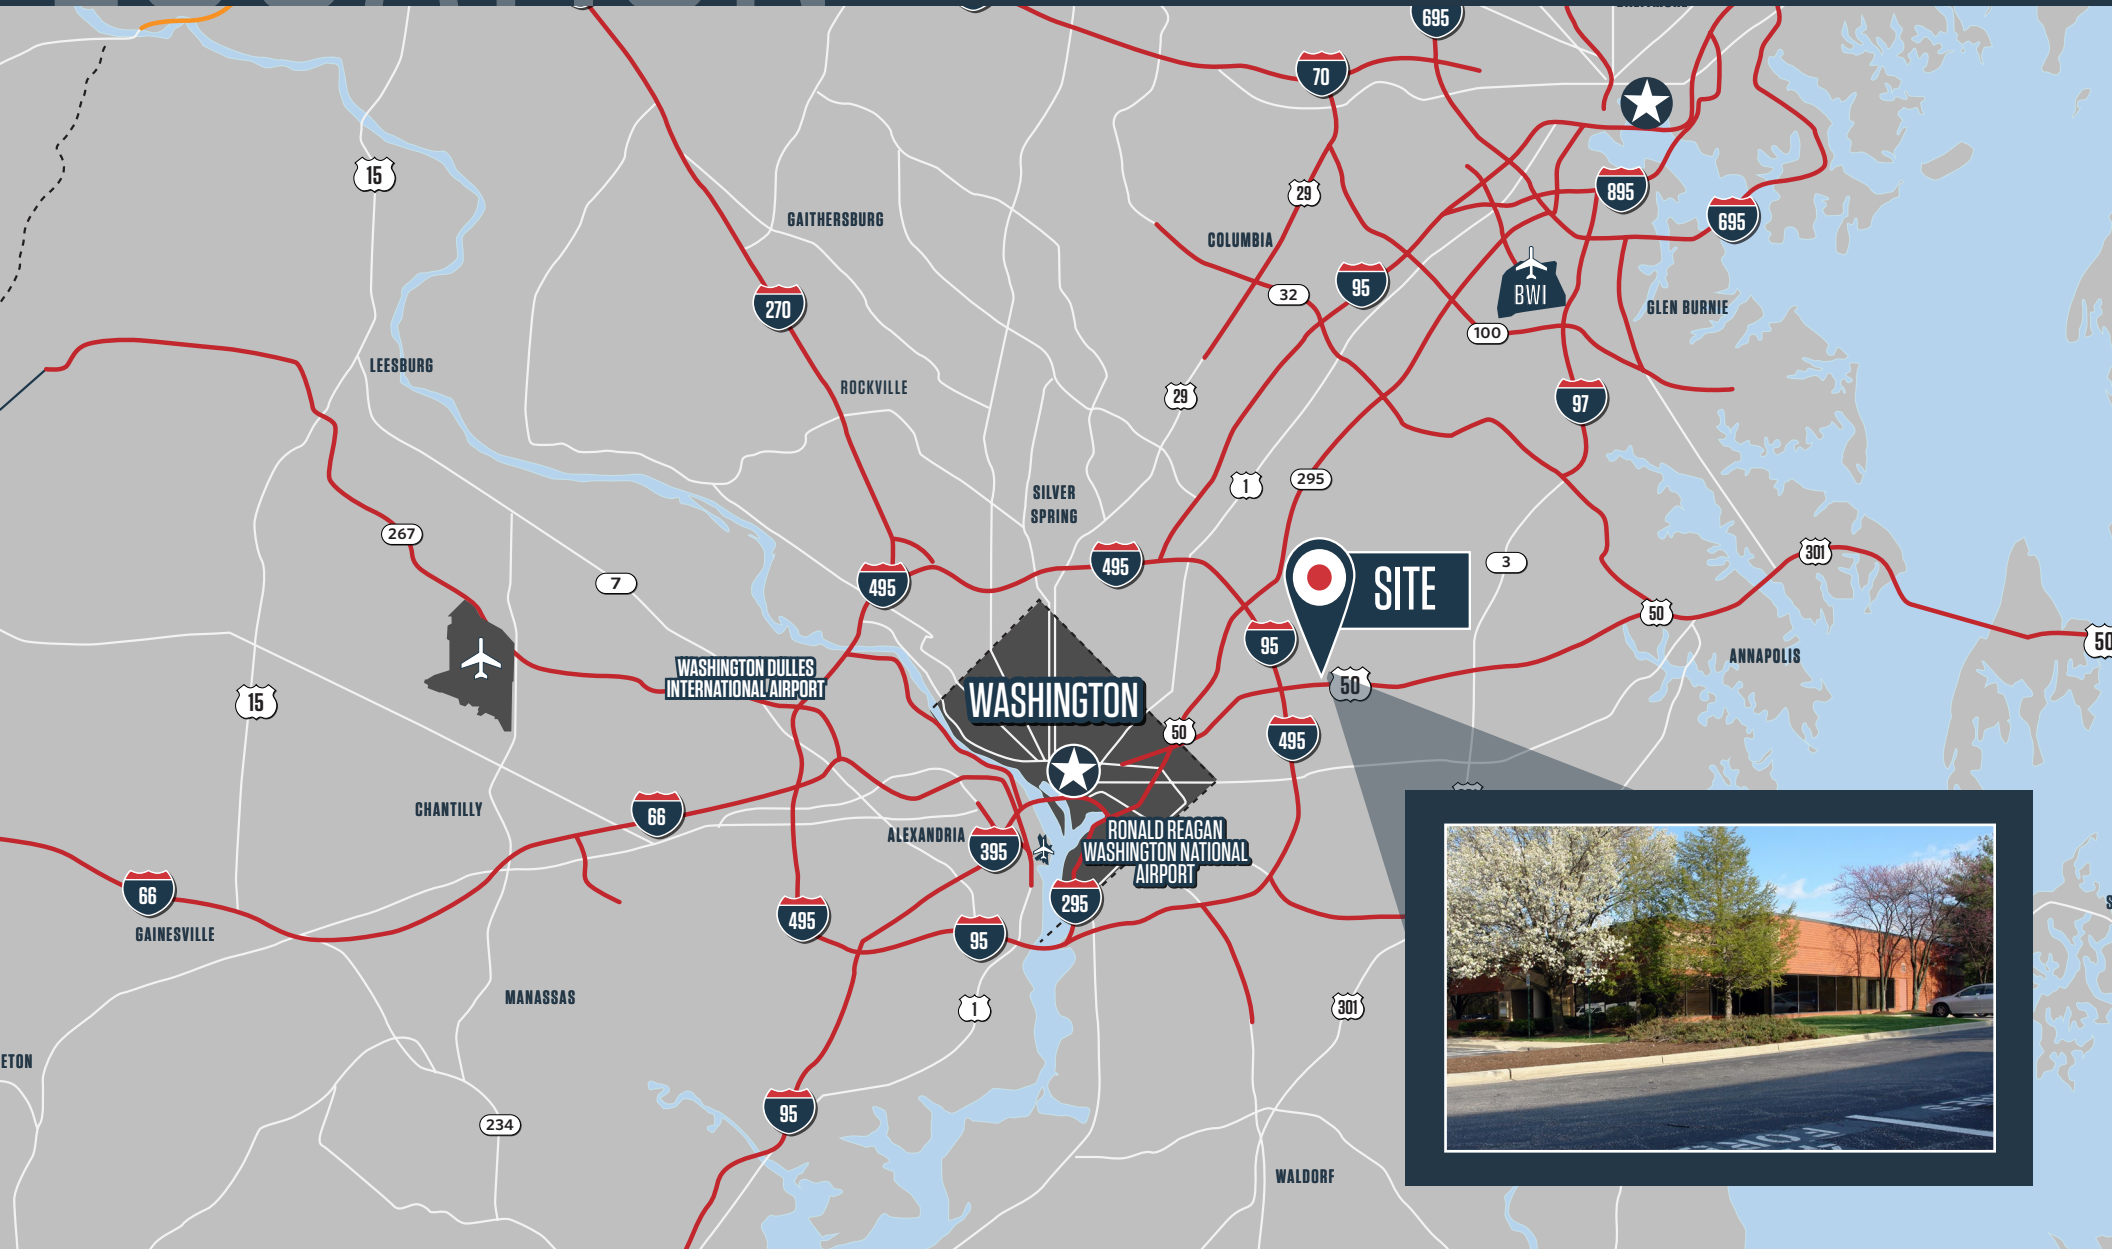 695
70
15
29
895
695
GAITHERSBURG
COLUMBIA
95
32
BWI
270
GLEN BURNIE
100
LEESBURG
ROCKVILLE
29
97
SILVER
SPRING
1
295
267
301
495
495
3
7
SITE
50
95
50
ANNAPOLIS
WASHINGTON DULLES
INTERNATIONAL AIRPORT
50
WASHINGTON
15
50
495
CHANTILLY
66
ALEXANDRIA
395
RONALD REAGAN
WASHINGTON NATIONAL
AIRPORT
66
295
495
95
GAINESVILLE
MANASSAS
1
301
ETON
95
234
WALDORF